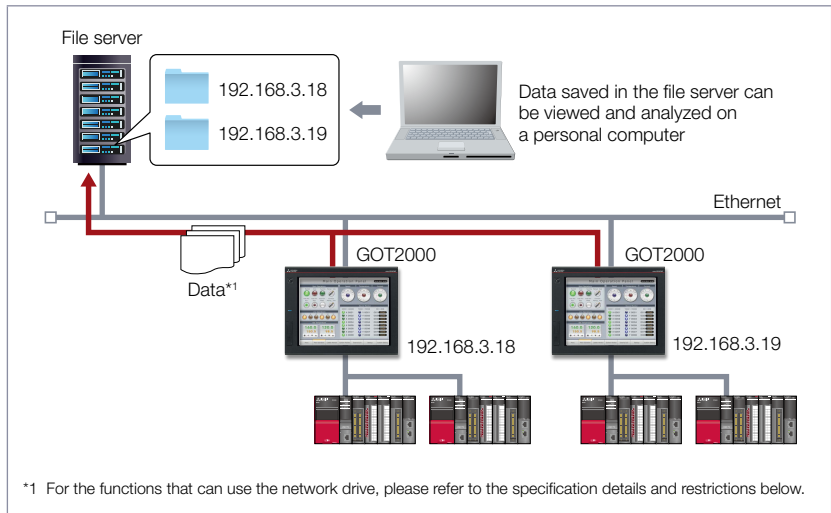 File server
192.168.3.18
192.168.3.19
Data saved in the file server can
be viewed and analyzed on
a personal computer
Ethernet
GOT2000
GOT2000
Data*1
192.168.3.18
192.168.3.19
*1 For the functions that can use the network drive, please refer to the specification details and restrictions below.